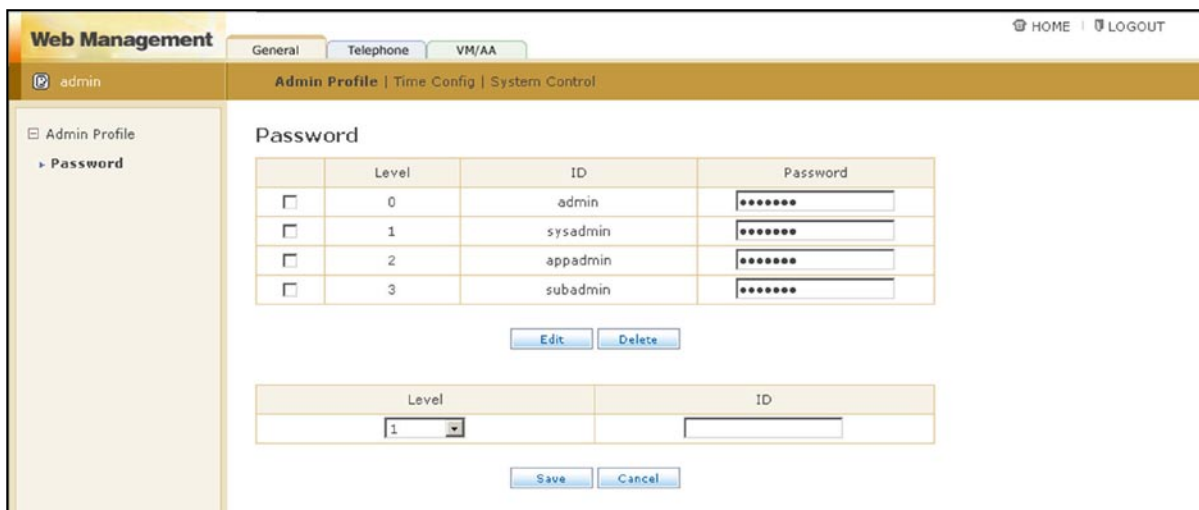 Web Management
General Telephone VM/AA
HOME | LOGOUT
admin
Admin Profile | Time Config | System Control
Admin Profile
Password
Password
Level ID Password
0 admin •••••••
1 sysadmin •••••••
2 appadmin •••••••
3 subadmin •••••••
Edit Delete
Level ID
1
Save Cancel